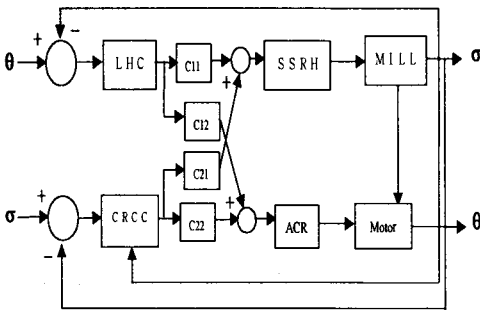 +
−
θ
LHC
C11
+
SSRH
MILL
σ
C12
C21
+
σ
+
−
CRCC
C22
+
ACR
Motor
θ